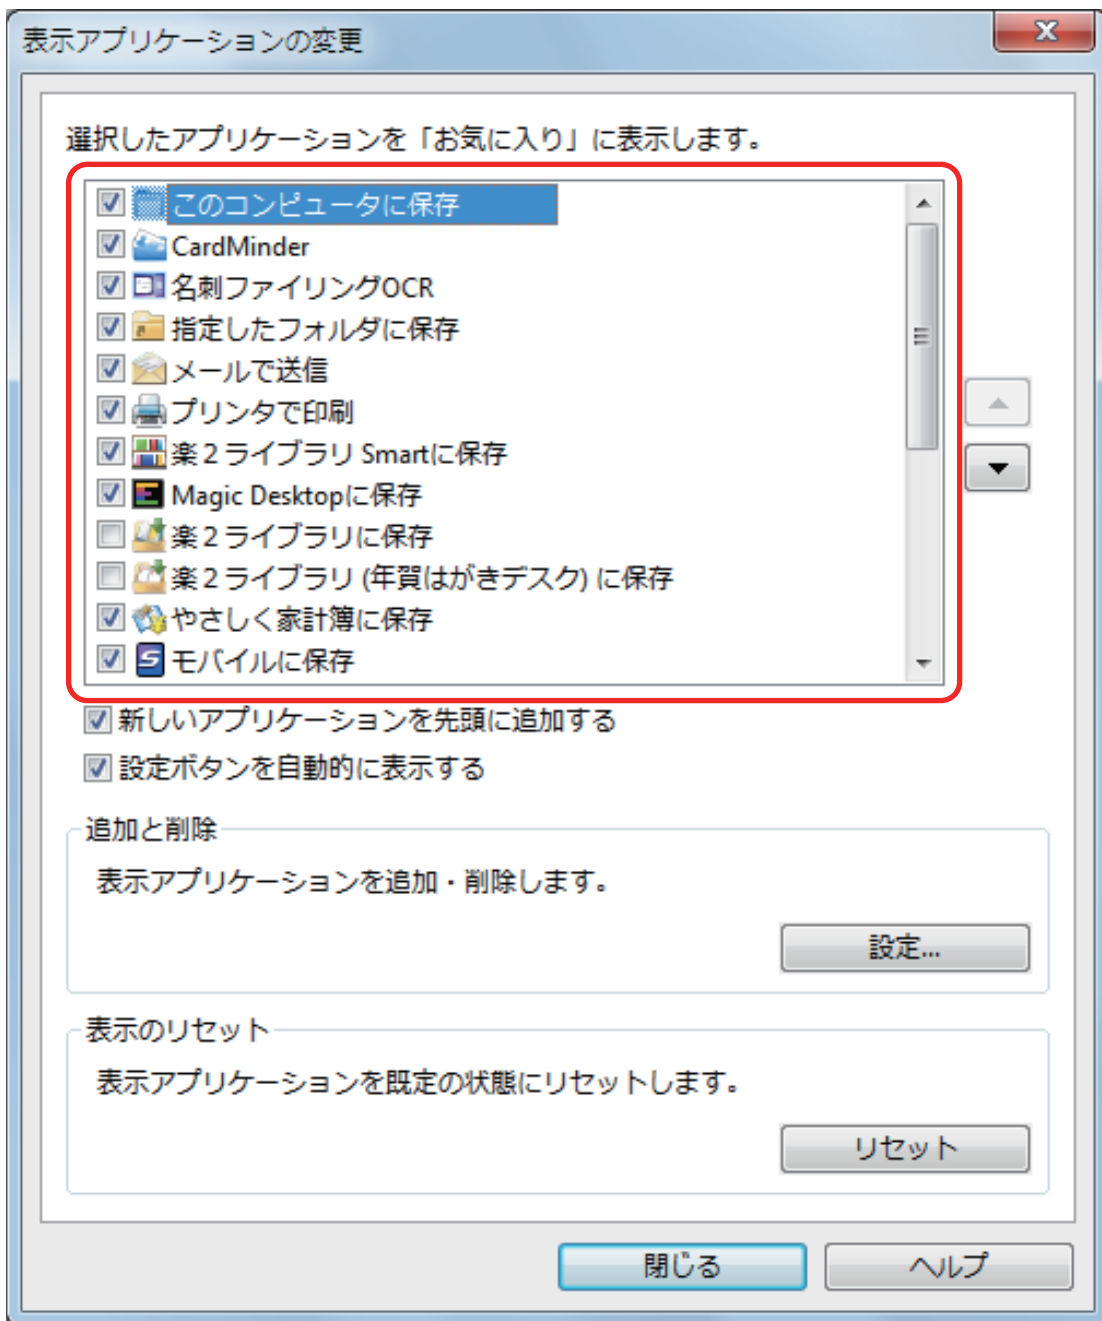 表示アプリケーションの変更
選択したアプリケーションを「お気に入り」に表示します。
このコンピュータに保存
CardMinder
名刺ファイリングOCR
指定したフォルダに保存
メールで送信
プリンタで印刷
楽２ライブラリ Smartに保存
Magic Desktopに保存
楽２ライブラリに保存
楽２ライブラリ (年賀はがきデスク) に保存
やさしく家計簿に保存
モバイルに保存
新しいアプリケーションを先頭に追加する
設定ボタンを自動的に表示する
追加と削除
表示アプリケーションを追加・削除します。
設定...
表示のリセット
表示アプリケーションを既定の状態にリセットします。
リセット
閉じる
ヘルプ